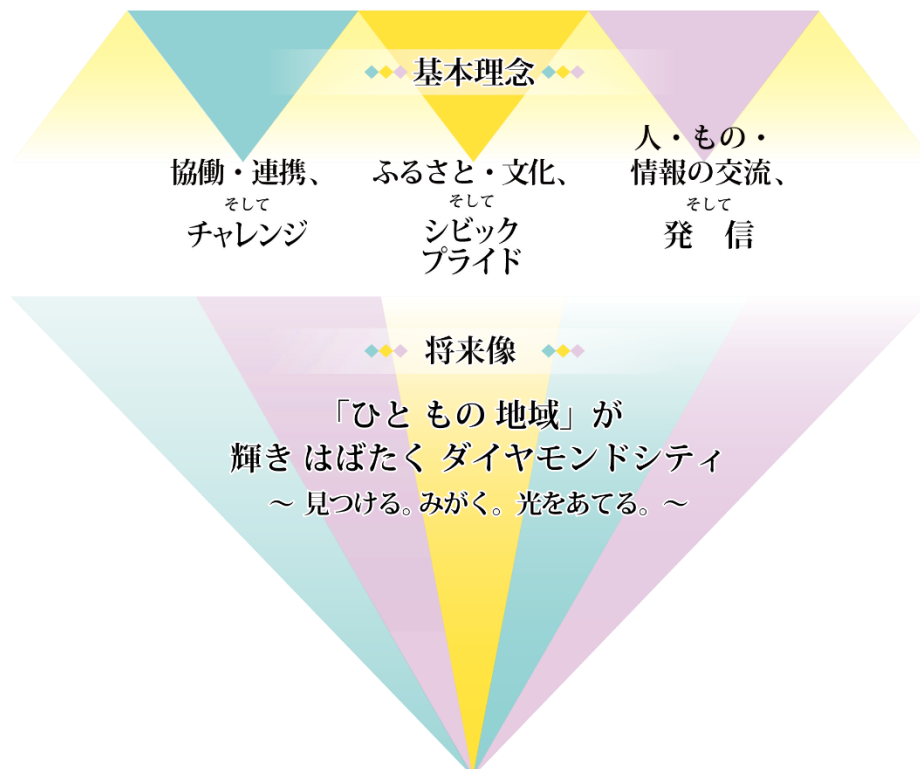 基本理念
協働・連携、
そして
チャレンジ
ふるさと・文化、
そして
シビック
プライド
人・もの・
情報の交流、
そして
発　信
将来像
「ひと もの 地域」が
輝き はばたく ダイヤモンドシティ
～ 見つける。みがく。光をあてる。～